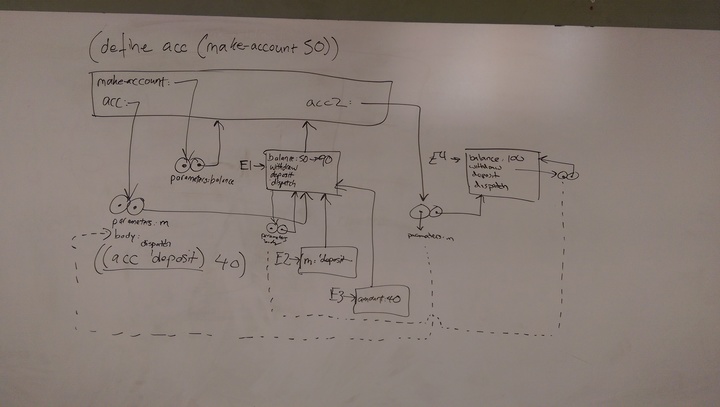 (define acc (make-account 50))
make-account:
acc:
acc2:
E1
balance: 50 → 90
withdraw
deposit
dispatch
E4
balance: 100
withdraw
deposit
dispatch
parameters: balance
parameters: m
body: dispatch
parameters
body
parameters: m
((acc 'deposit) 40)
E2
m: 'deposit
E3
amount: 40